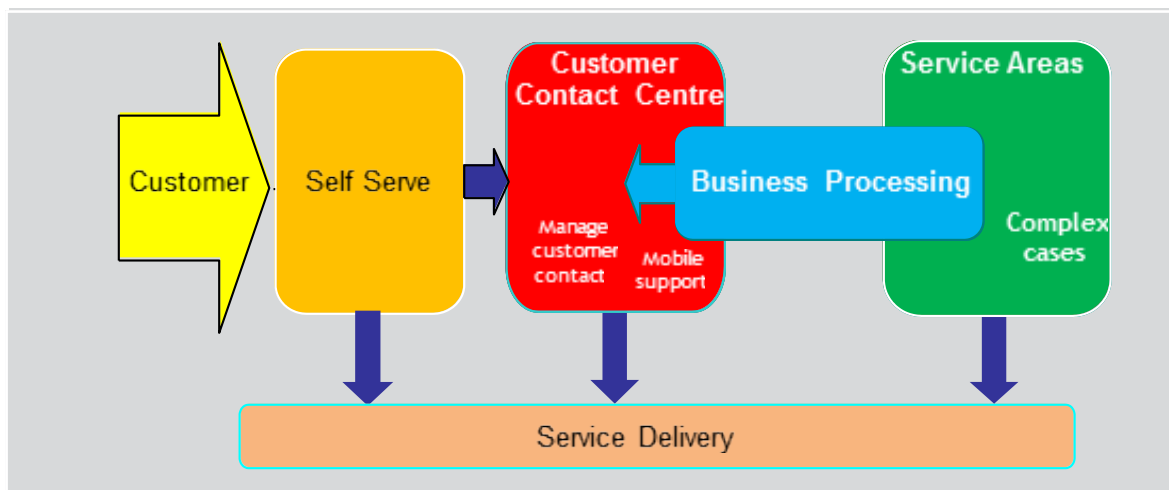 Customer
Self Serve
Customer
Contact Centre
Manage
customer
contact
Mobile
support
Business Processing
Service Areas
Complex
cases
Service Delivery